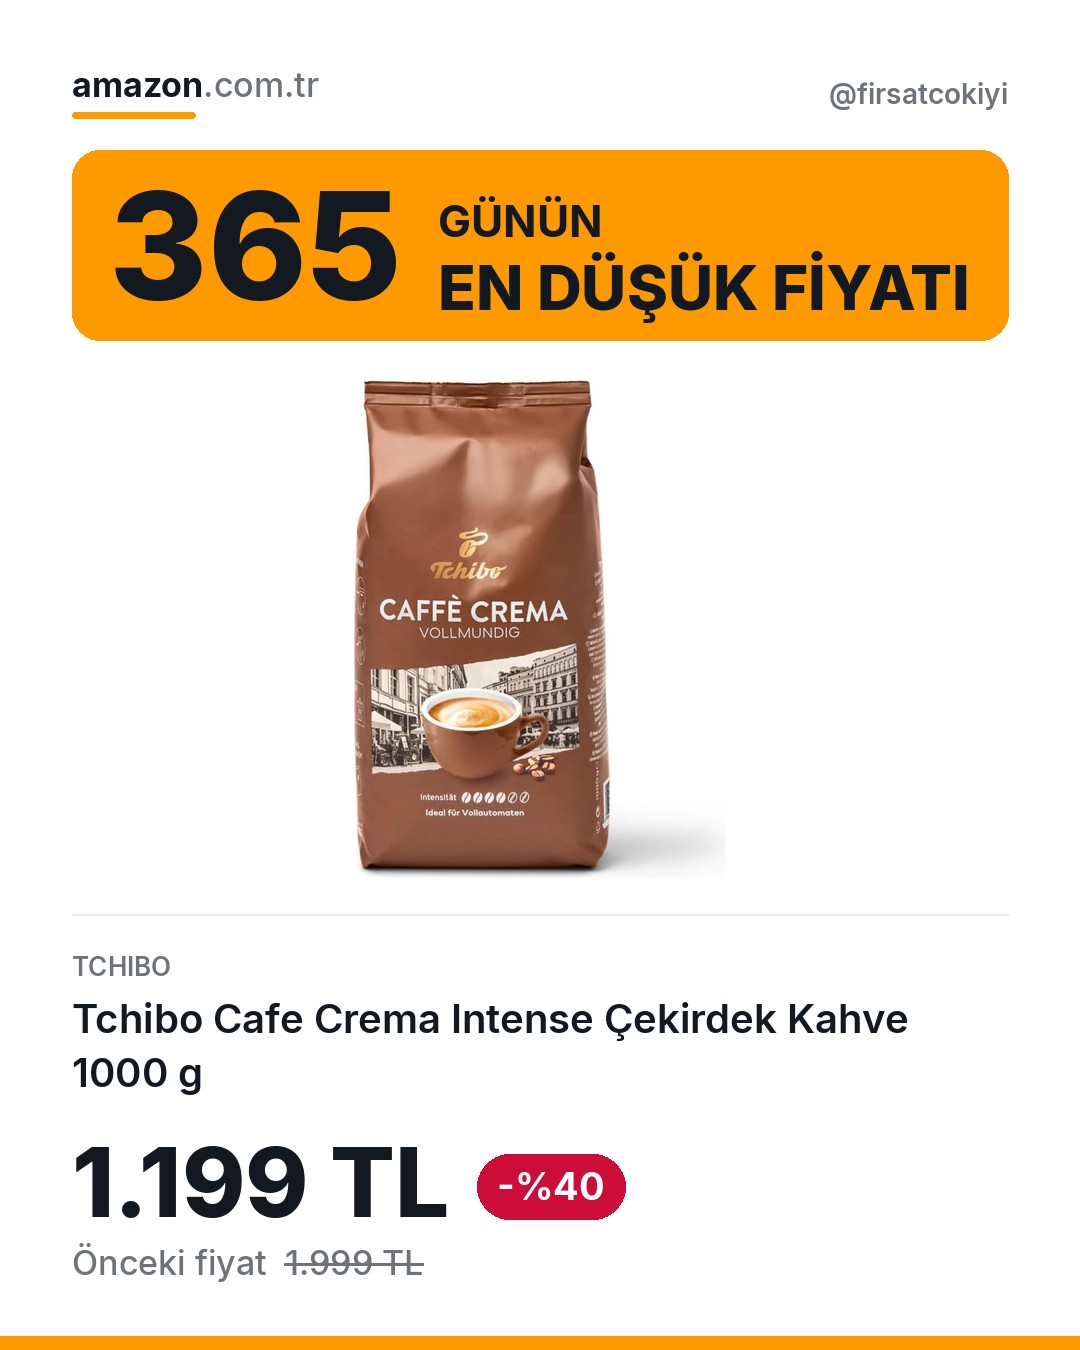 amazon.com.tr
@firsatcokiyi
365
GÜNÜN
EN DÜŞÜK FİYATI
Tchibo
CAFFÈ CREMA
VOLLMUNDIG
Intensität
Ideal für Vollautomaten
TCHIBO
Tchibo Cafe Crema Intense Çekirdek Kahve
1000 g
1.199 TL
-%40
Önceki fiyat 1.999 TL